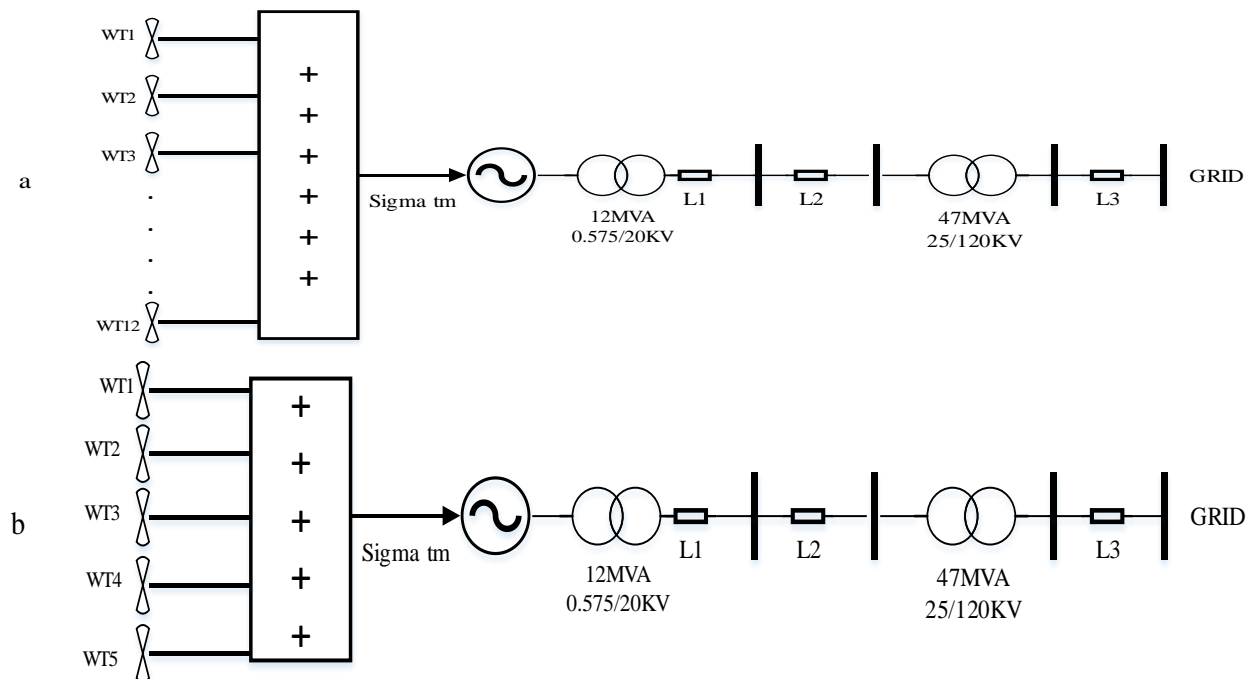 a
WT1
WT2
WT3
.
.
.
.
WT12
+
+
+
+
+
+
Sigma tm
12MVA
0.575/20KV
L1
L2
47MVA
25/120KV
L3
GRID
b
WT1
WT2
WT3
WT4
WT5
+
+
+
+
+
Sigma tm
12MVA
0.575/20KV
L1
L2
47MVA
25/120KV
L3
GRID